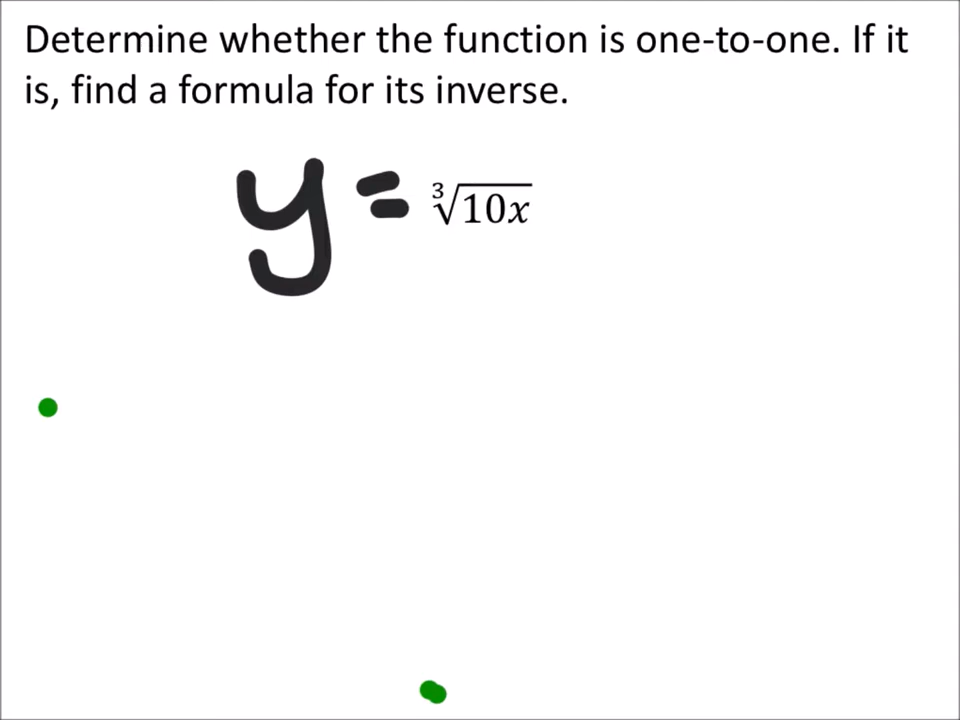 Determine whether the function is one-to-one. If it
is, find a formula for its inverse.
y = ∛10x